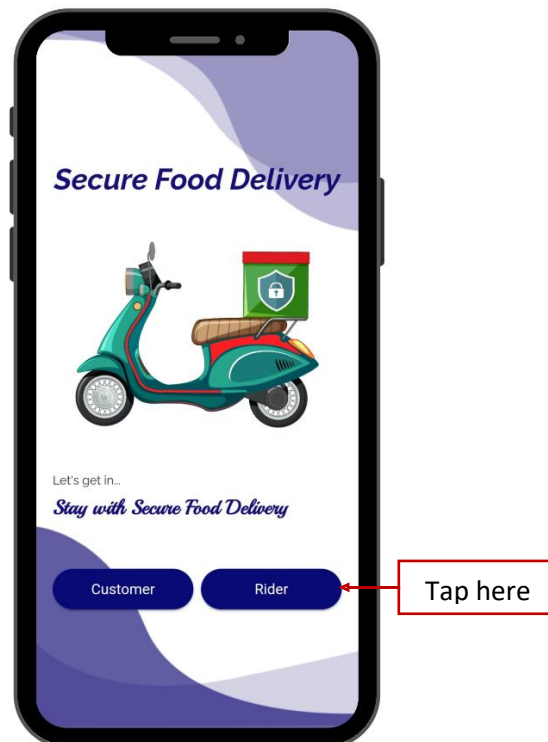 Secure Food Delivery
Let's get in...
Stay with Secure Food Delivery
Customer Rider
Tap here